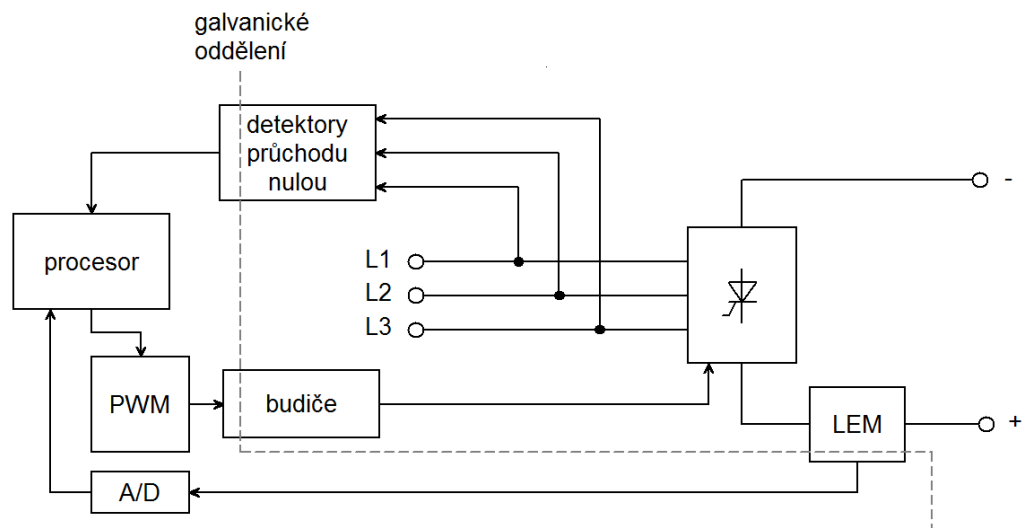 galvanické
oddělení
detektory
průchodu
nulou
procesor
L1
L2
L3
-
PWM
budiče
LEM
+
A/D